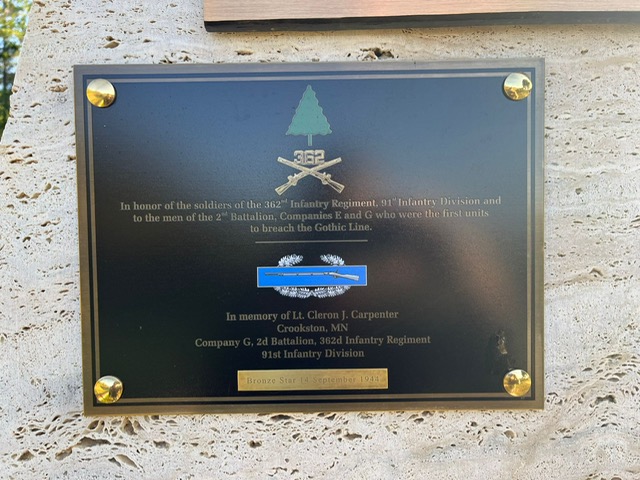 362
In honor of the soldiers of the 362nd Infantry Regiment, 91st Infantry Division and
to the men of the 2nd Battalion, Companies E and G who were the first units
to breach the Gothic Line.
In memory of Lt. Cleron J. Carpenter
Crookston, MN
Company G, 2d Battalion, 362d Infantry Regiment
91st Infantry Division
Bronze Star 14 September 1944